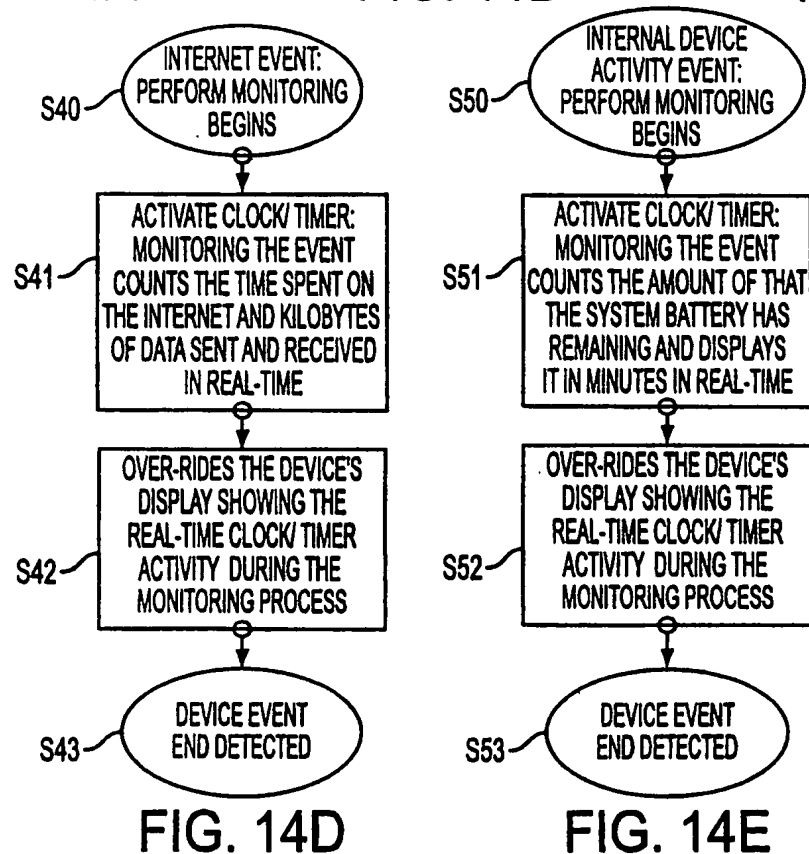 S40
INTERNET EVENT:
PERFORM MONITORING
BEGINS
S41
ACTIVATE CLOCK/ TIMER:
MONITORING THE EVENT
COUNTS THE TIME SPENT ON
THE INTERNET AND KILOBYTES
OF DATA SENT AND RECEIVED
IN REAL-TIME
S42
OVER-RIDES THE DEVICE'S
DISPLAY SHOWING THE
REAL-TIME CLOCK/ TIMER
ACTIVITY DURING THE
MONITORING PROCESS
S43
DEVICE EVENT
END DETECTED
FIG. 14D
S50
INTERNAL DEVICE
ACTIVITY EVENT:
PERFORM MONITORING
BEGINS
S51
ACTIVATE CLOCK/ TIMER:
MONITORING THE EVENT
COUNTS THE AMOUNT OF THAT
THE SYSTEM BATTERY HAS
REMAINING AND DISPLAYS
IT IN MINUTES IN REAL-TIME
S52
OVER-RIDES THE DEVICE'S
DISPLAY SHOWING THE
REAL-TIME CLOCK/ TIMER
ACTIVITY DURING THE
MONITORING PROCESS
S53
DEVICE EVENT
END DETECTED
FIG. 14E